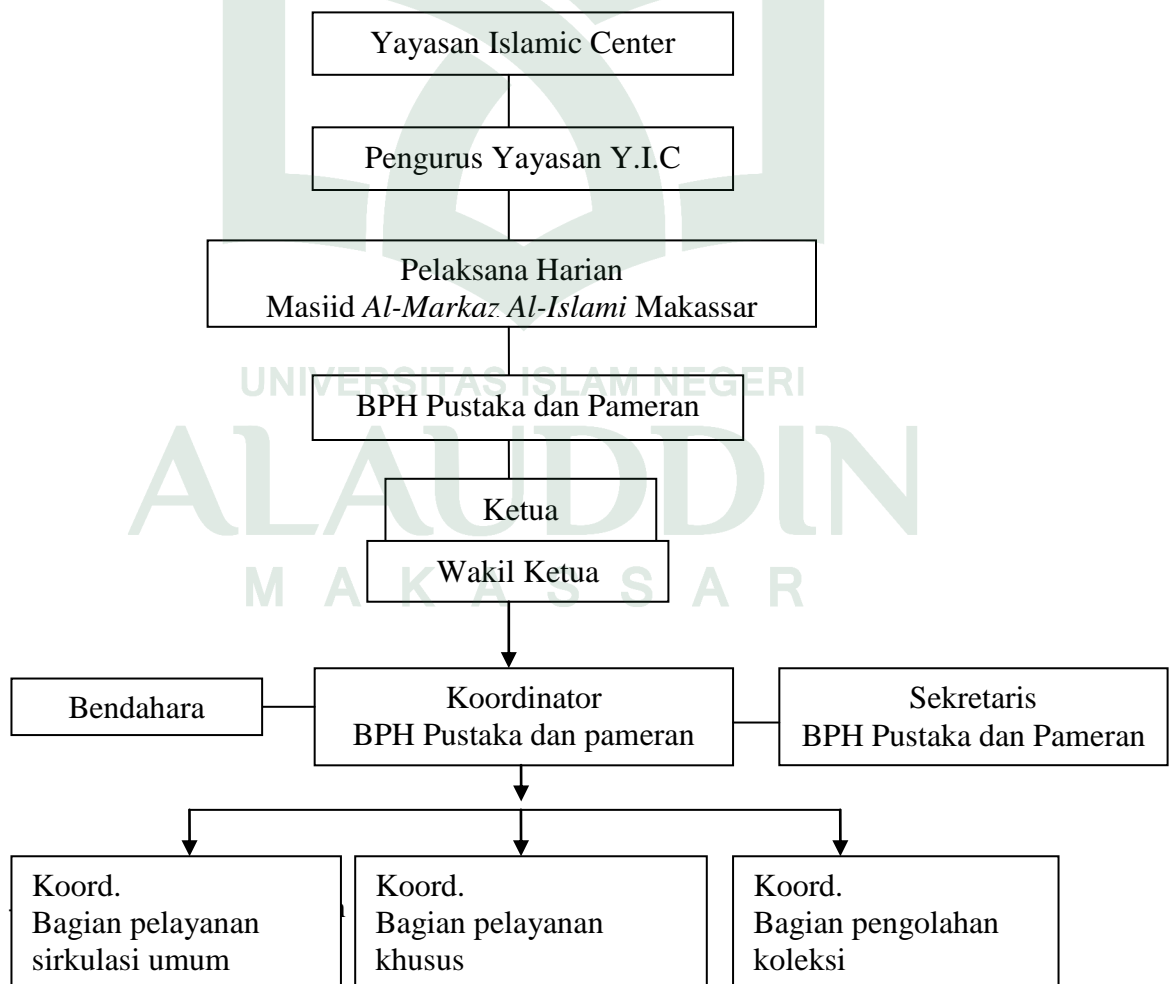 Yayasan Islamic Center
Pengurus Yayasan Y.I.C
Pelaksana Harian
Masjid Al-Markaz Al-Islami Makassar
UNIVERSITAS ISLAM NEGERI
BPH Pustaka dan Pameran
ALAUDDIN
Ketua
Wakil Ketua
MAKASSAR
Bendahara
Koordinator
BPH Pustaka dan pameran
Sekretaris
BPH Pustaka dan Pameran
Koord.
Bagian pelayanan
sirkulasi umum
Koord.
Bagian pelayanan
khusus
Koord.
Bagian pengolahan
koleksi